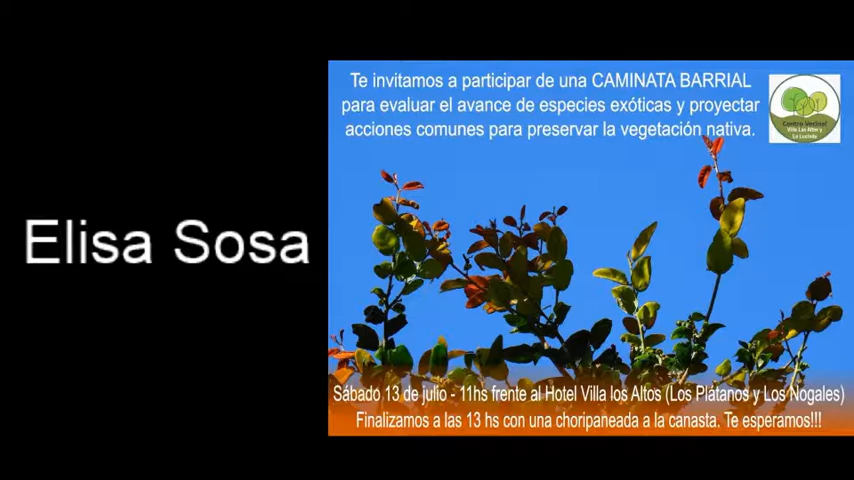 Elisa Sosa
Te invitamos a participar de una CAMINATA BARRIAL
para evaluar el avance de especies exóticas y proyectar
acciones comunes para preservar la vegetación nativa.
Centro Vecinal
Villa Los Altos y
La Lucinda
Sábado 13 de julio - 11hs frente al Hotel Villa los Altos (Los Plátanos y Los Nogales)
Finalizamos a las 13 hs con una choripaneada a la canasta. Te esperamos!!!